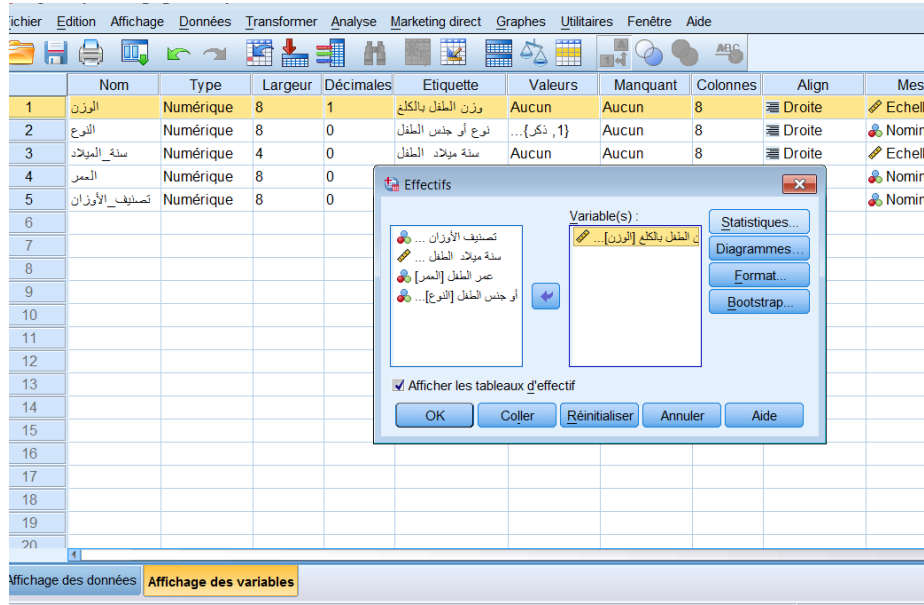 ichier Edition Affichage Données Transformer Analyse Marketing direct Graphes Utilitaires Fenêtre Aide
A 14 ABC
Nom Type Largeur Décimales Etiquette Valeurs Manquant Colonnes Align Mes
1 الوزن Numérique 8 1 وزن الطفل بالكلغ Aucun Aucun 8 Droite Echell
2 النوع Numérique 8 0 نوع أو جنس الطفل {1, ذكر}... Aucun 8 Droite Nomin
3 سنة_الميلاد Numérique 4 0 سنة ميلاد الطفل Aucun Aucun 8 Droite Echell
4 العمر Numérique 8 0 Nomin
5 تصنيف_الأوزان Numérique 8 0 Nomin
6
7
8
9
10
11
12
13
14
15
16
17
18
19
20
Effectifs
Variable(s) :
تصنيف الأوزان ...
سنة ميلاد الطفل ...
عمر الطفل [العمر]
أو جنس الطفل [النوع]...
ن الطفل بالكلغ [الوزن]...
Statistiques...
Diagrammes...
Format...
Bootstrap...
Afficher les tableaux d'effectif
OK Coller Réinitialiser Annuler Aide
Affichage des données Affichage des variables